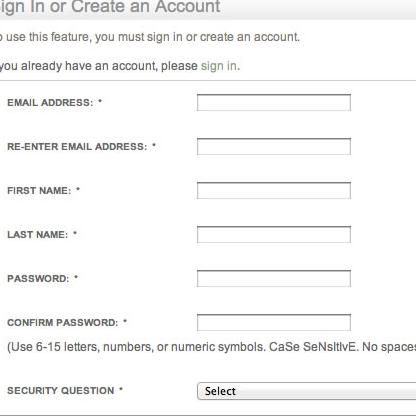 ign In or Create an Account
o use this feature, you must sign in or create an account.
you already have an account, please sign in.
EMAIL ADDRESS: *
RE-ENTER EMAIL ADDRESS: *
FIRST NAME: *
LAST NAME: *
PASSWORD: *
CONFIRM PASSWORD: *
(Use 6-15 letters, numbers, or numeric symbols. CaSe SeNsItIvE. No spaces
SECURITY QUESTION * Select